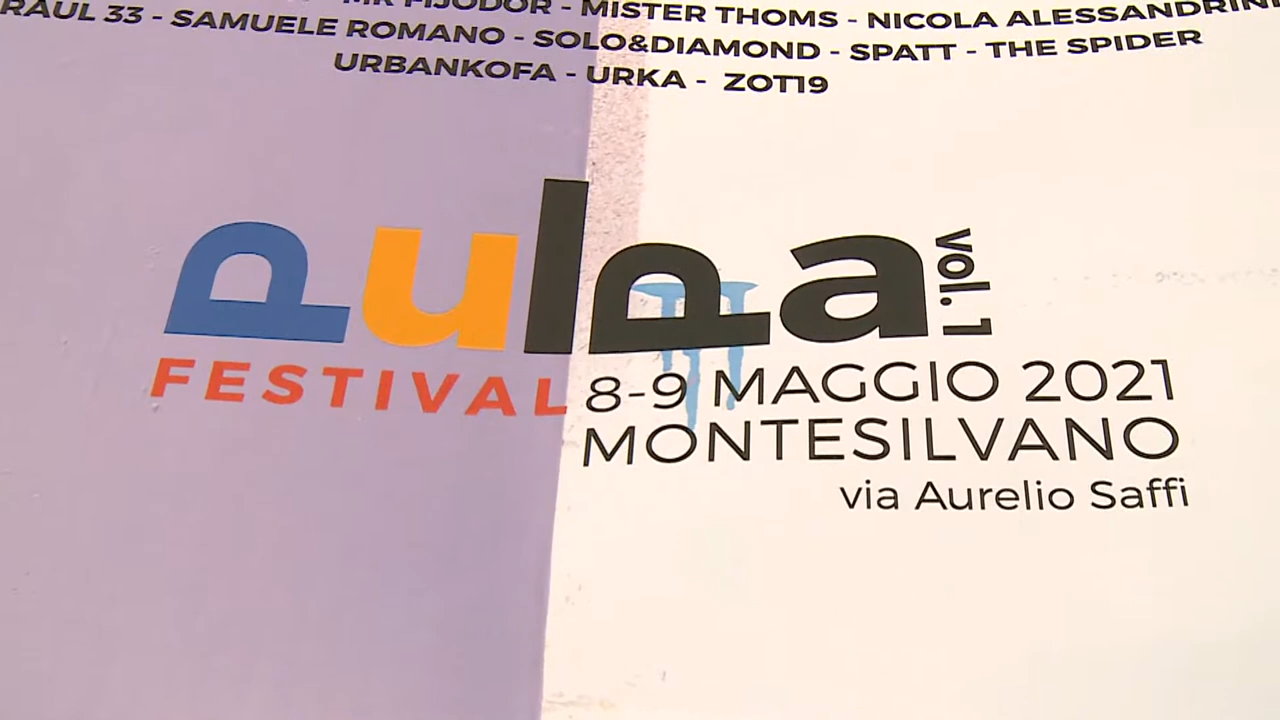 MR FIJODOR - MISTER THOMS - NICOLA ALESSANDRINI
RAUL 33 - SAMUELE ROMANO - SOLO&DIAMOND - SPATT - THE SPIDER
URBANKOFA - URKA - ZOT19
pulpa vol. 1
FESTIVAL
8-9 MAGGIO 2021
MONTESILVANO
via Aurelio Saffi